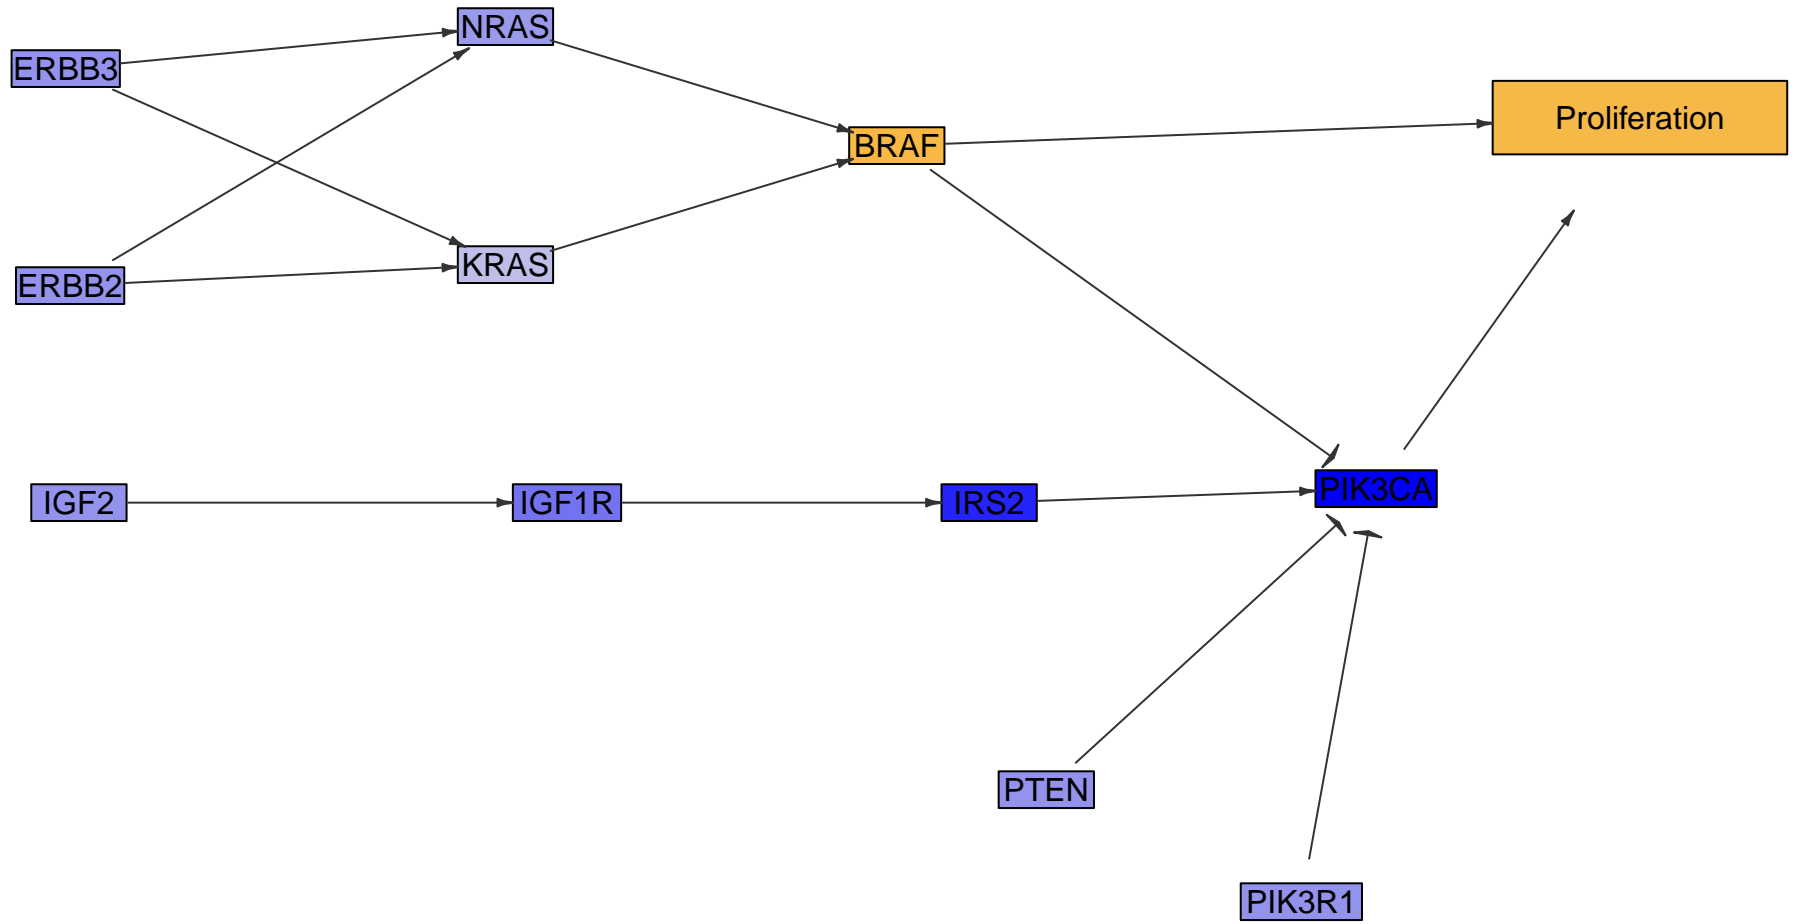 NRAS
ERBB3
Proliferation
BRAF
KRAS
ERBB2
IGF2
IGF1R
IRS2
PIK3CA
PTEN
PIK3R1